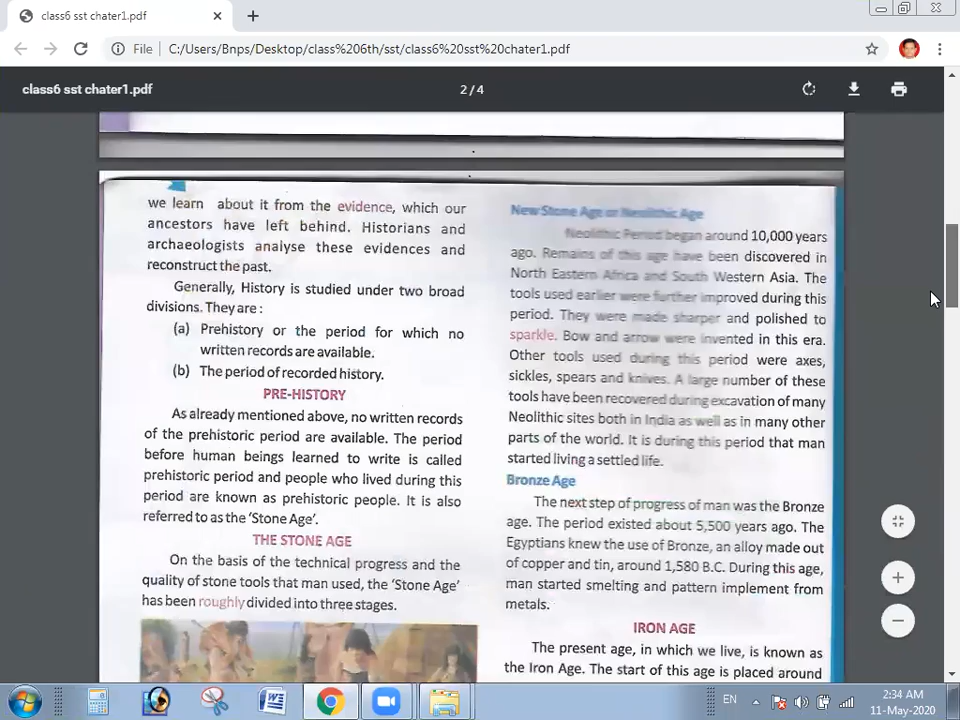 class6 sst chater1.pdf
File
C:/Users/Bnps/Desktop/class%206th/sst/class6%20sst%20chater1.pdf
class6 sst chater1.pdf
2/4
we learn about it from the evidence, which our
ancestors have left behind. Historians and
archaeologists analyse these evidences and
reconstruct the past.
Generally, History is studied under two broad
divisions. They are :
(a) Prehistory or the period for which no
written records are available.
(b) The period of recorded history.
PRE-HISTORY
As already mentioned above, no written records
of the prehistoric period are available. The period
before human beings learned to write is called
prehistoric period and people who lived during this
period are known as prehistoric people. It is also
referred to as the ‘Stone Age’.
THE STONE AGE
On the basis of the technical progress and the
quality of stone tools that man used, the ‘Stone Age’
has been roughly divided into three stages.
New Stone Age or Neolithic Age
Neolithic Period began around 10,000 years
ago. Remains of this age have been discovered in
North Eastern Africa and South Western Asia. The
tools used earlier were further improved during this
period. They were made sharper and polished to
sparkle. Bow and arrow were invented in this era.
Other tools used during this period were axes,
sickles, spears and knives. A large number of these
tools have been recovered during excavation of many
Neolithic sites both in India as well as in many other
parts of the world. It is during this period that man
started living a settled life.
Bronze Age
The next step of progress of man was the Bronze
age. The period existed about 5,500 years ago. The
Egyptians knew the use of Bronze, an alloy made out
of copper and tin, around 1,580 B.C. During this age,
man started smelting and pattern implement from
metals.
IRON AGE
The present age, in which we live, is known as
the Iron Age. The start of this age is placed around
EN
2:34 AM
11-May-2020